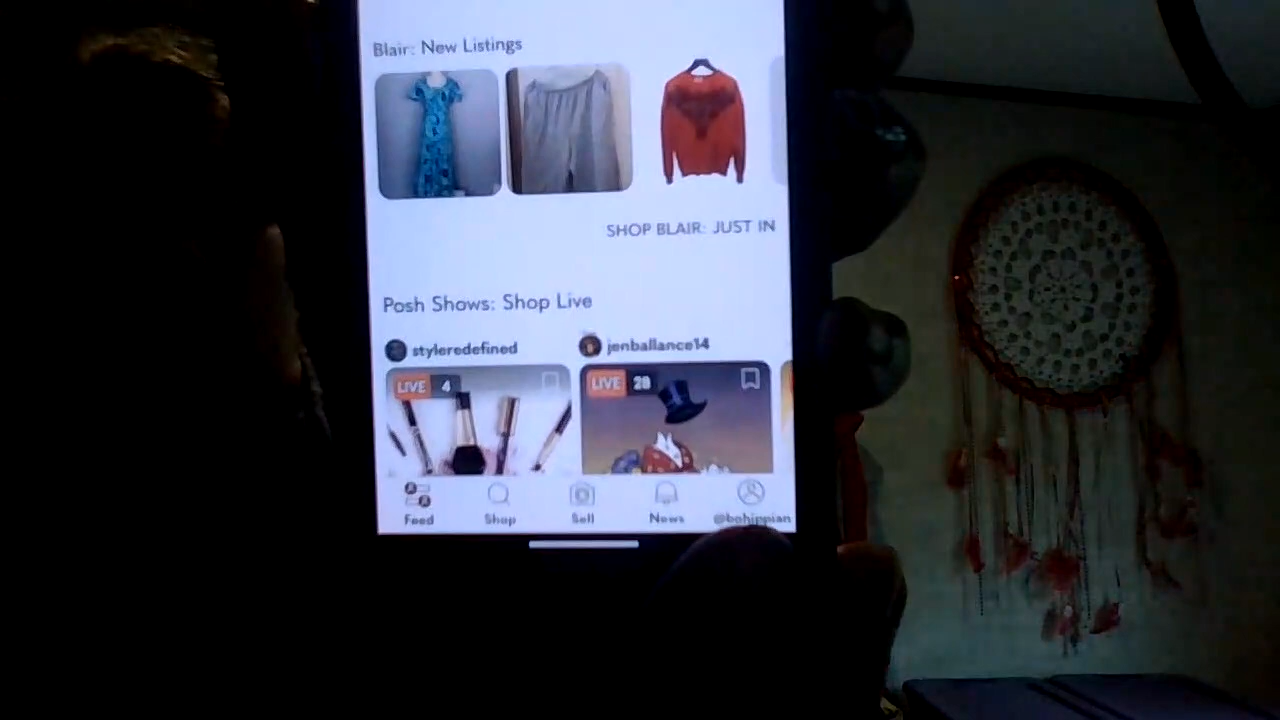 Blair: New Listings
SHOP BLAIR: JUST IN
Posh Shows: Shop Live
styleredefined
jenballance14
LIVE 4
LIVE 28
Feed
Shop
Sell
News
@bohippian